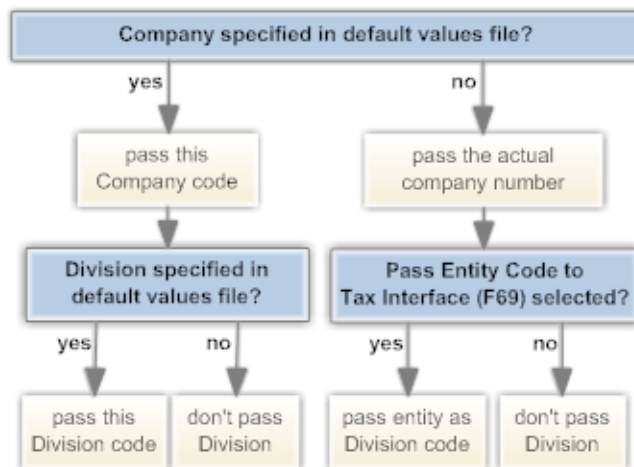 Company specified in default values file?
yes
no
pass this
Company code
pass the actual
company number
Division specified in
default values file?
Pass Entity Code to
Tax Interface (F69) selected?
yes
no
yes
no
pass this
Division code
don't pass
Division
pass entity as
Division code
don't pass
Division